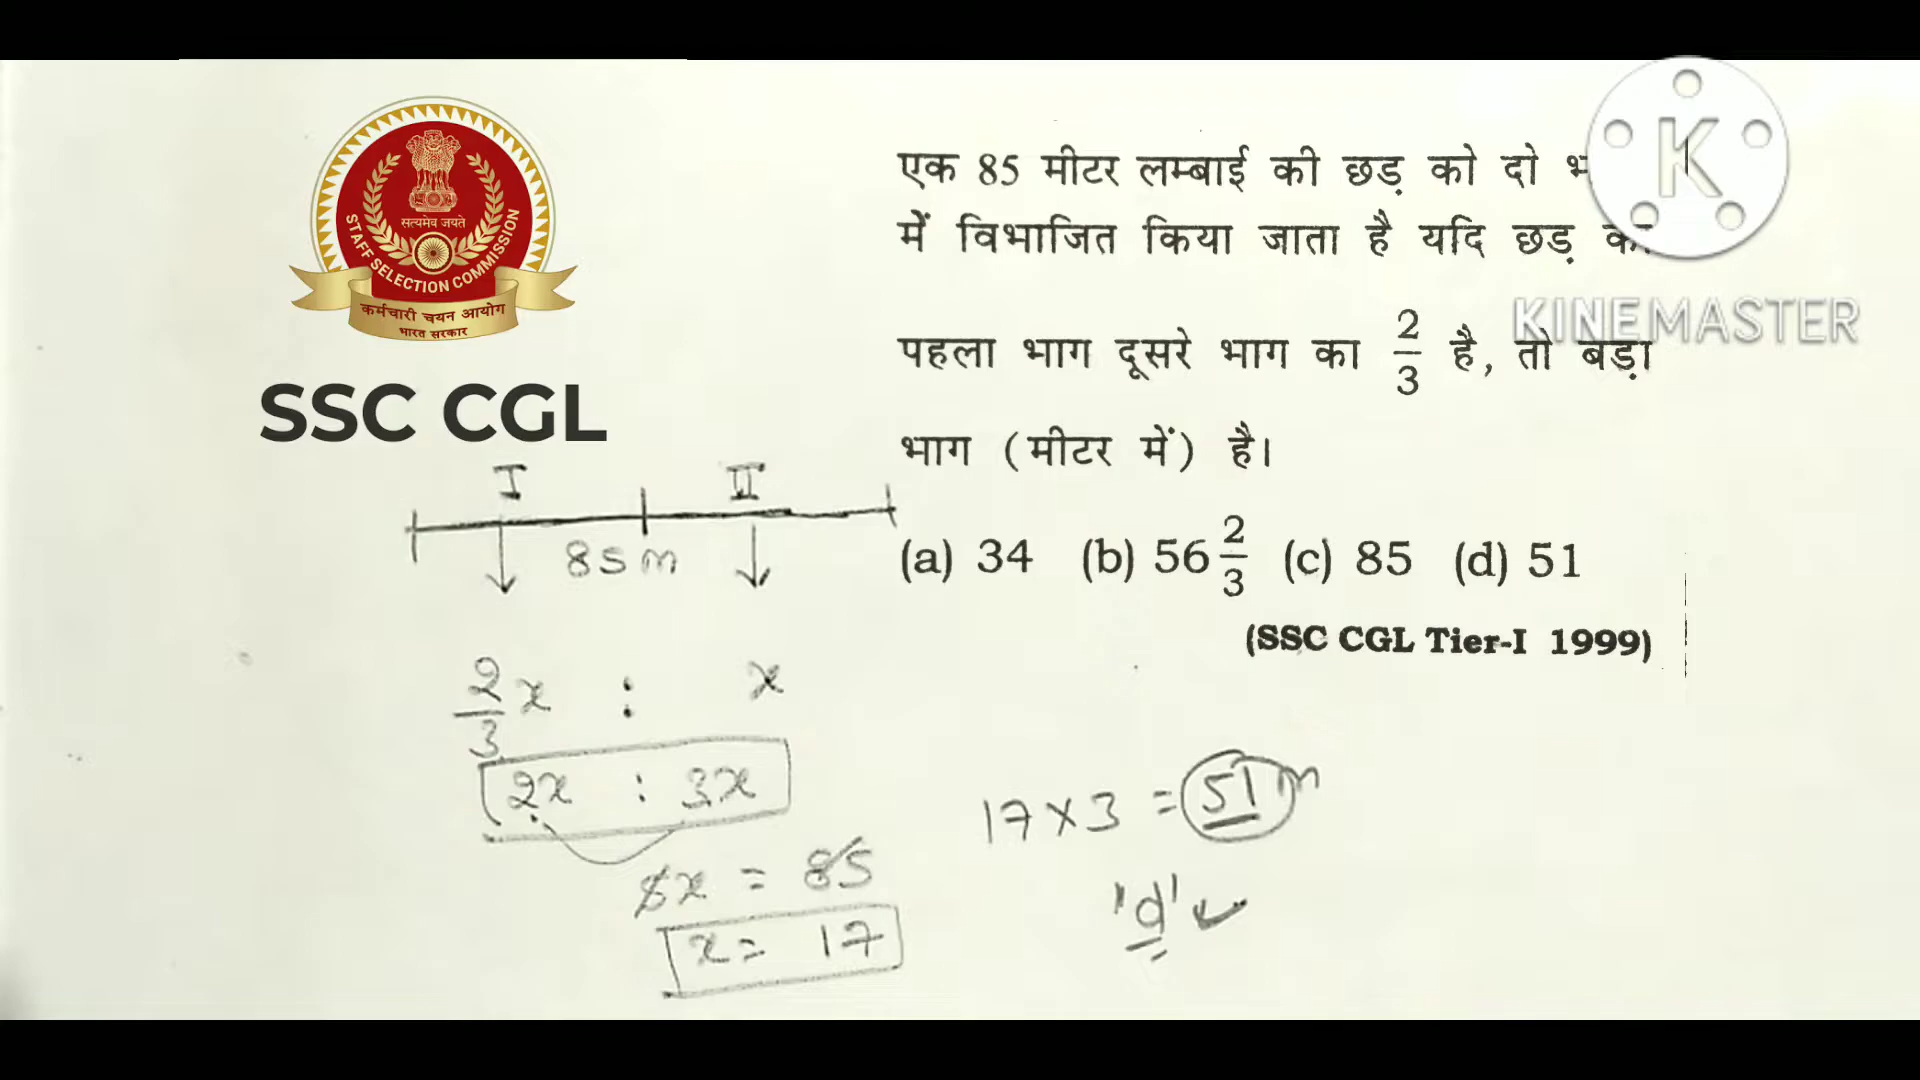 सत्यमेव जयते
STAFF SELECTION COMMISSION
कर्मचारी चयन आयोग
भारत सरकार
SSC CGL
K
KINEMASTER
एक 85 मीटर लम्बाई की छड़ को दो
में विभाजित किया जाता है यदि छड़
पहला भाग दूसरे भाग का 2/3 है, तो बड़ा
भाग (मीटर में) है।
(a) 34 (b) 56 2/3 (c) 85 (d) 51
(SSC CGL Tier-I 1999)
I II
85 m
2/3 x : x
2x : 3x
5x = 85
x = 17
17 × 3 = 51 m
'd'